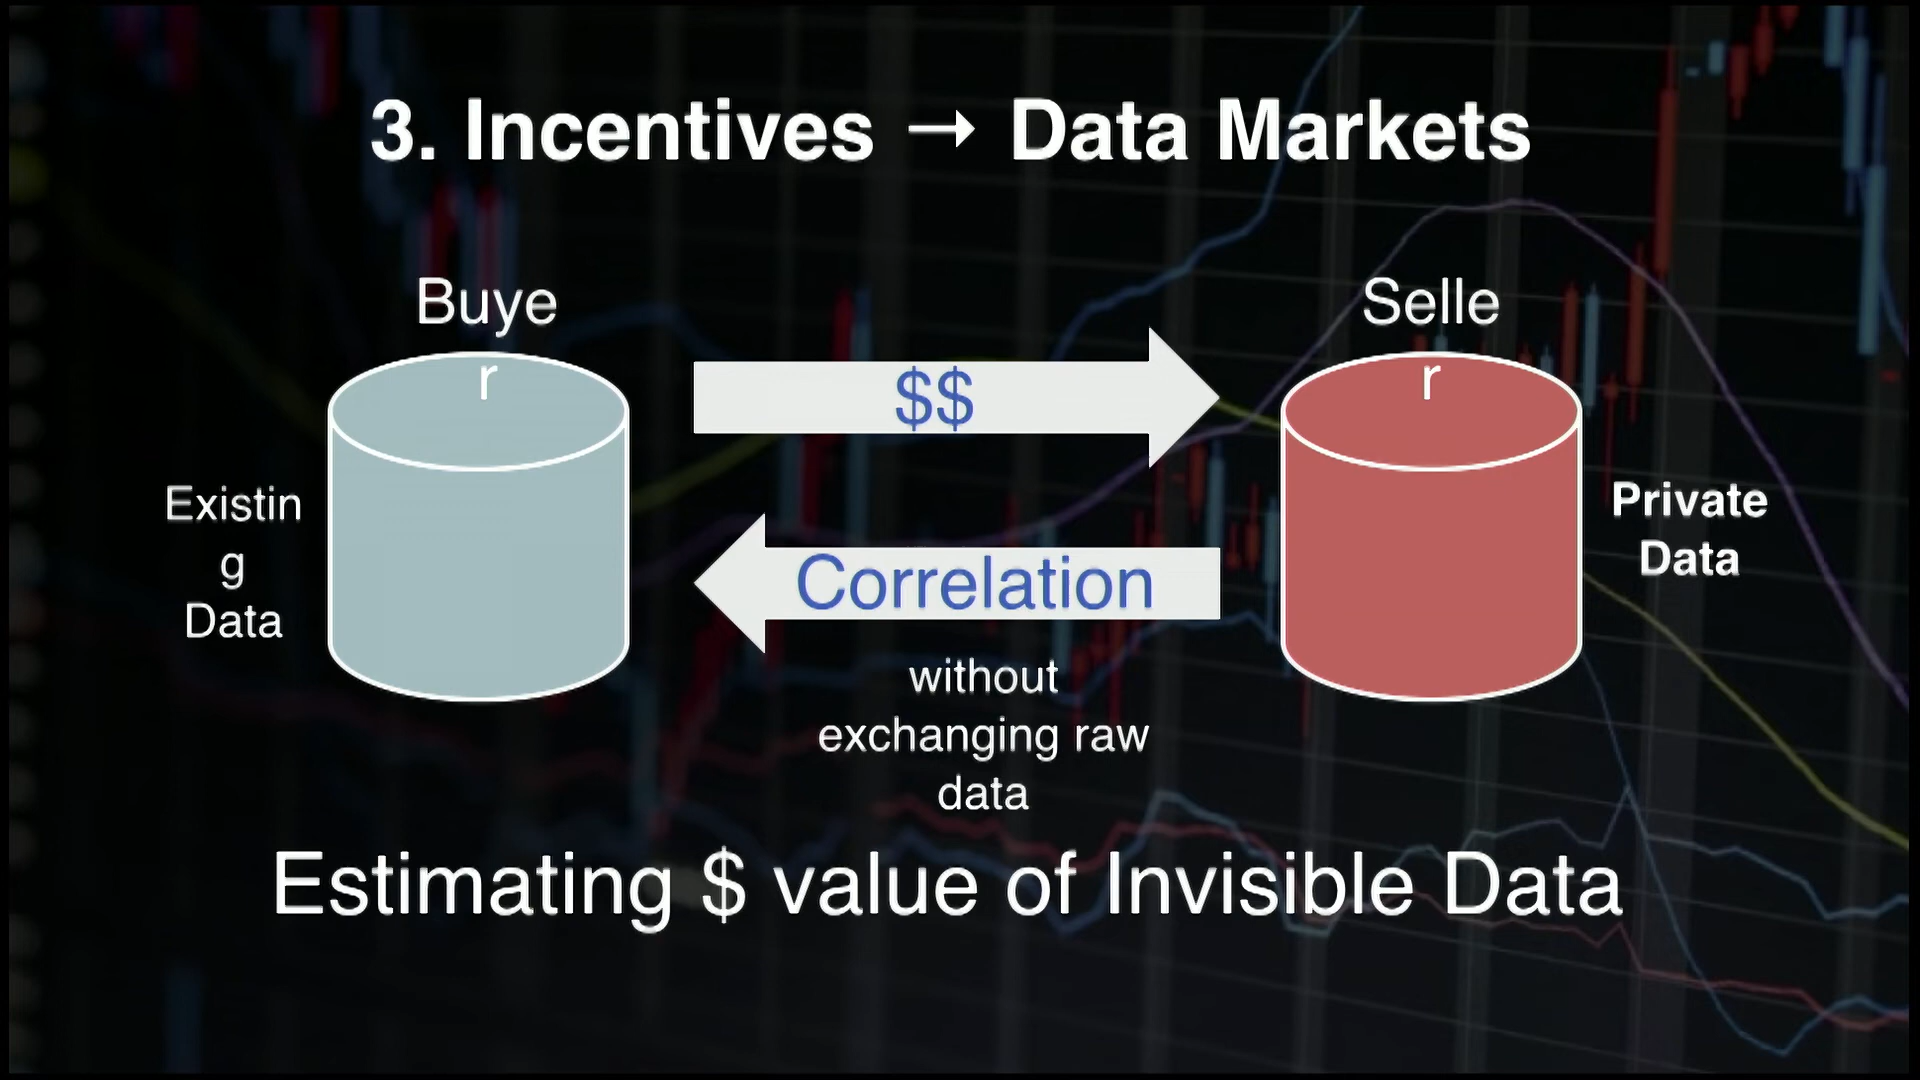 3. Incentives → Data Markets
Buye
r
Selle
r
$$
Existin
g
Data
Private
Data
Correlation
without
exchanging raw
data
Estimating $ value of Invisible Data